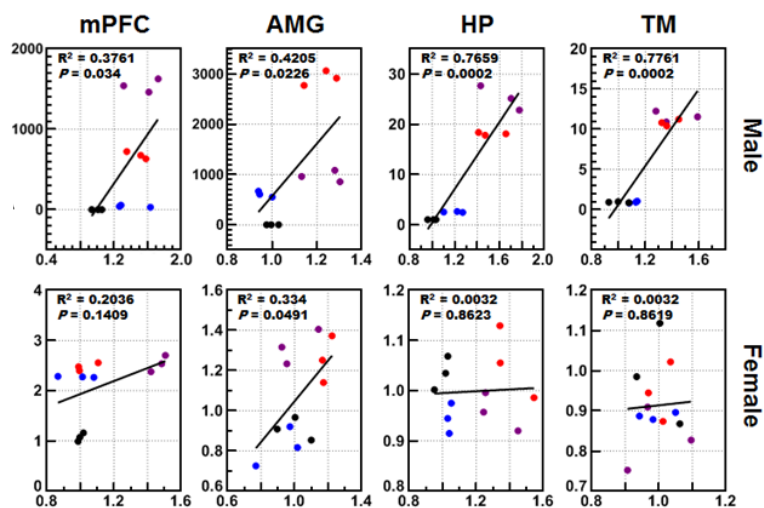 mPFC AMG HP TM
R² = 0.3761
P = 0.034
2000
1000
0
0.4 1.2 2.0
R² = 0.4205
P = 0.0226
3000
2000
1000
0
0.8 1.0 1.2 1.4
R² = 0.7659
P = 0.0002
30
20
10
0
0.8 1.2 1.6 2.0
R² = 0.7761
P = 0.0002
20
15
10
5
0
0.8 1.2 1.6
Male
R² = 0.2036
P = 0.1409
4
3
2
1
0
0.8 1.2 1.6
R² = 0.334
P = 0.0491
1.6
1.4
1.2
1.0
0.8
0.6
0.6 1.0 1.4
R² = 0.0032
P = 0.8623
1.2
1.1
1.0
0.9
0.8
0.8 1.2 1.6
R² = 0.0032
P = 0.8619
1.2
1.1
1.0
0.9
0.8
0.7
0.8 1.0 1.2
Female